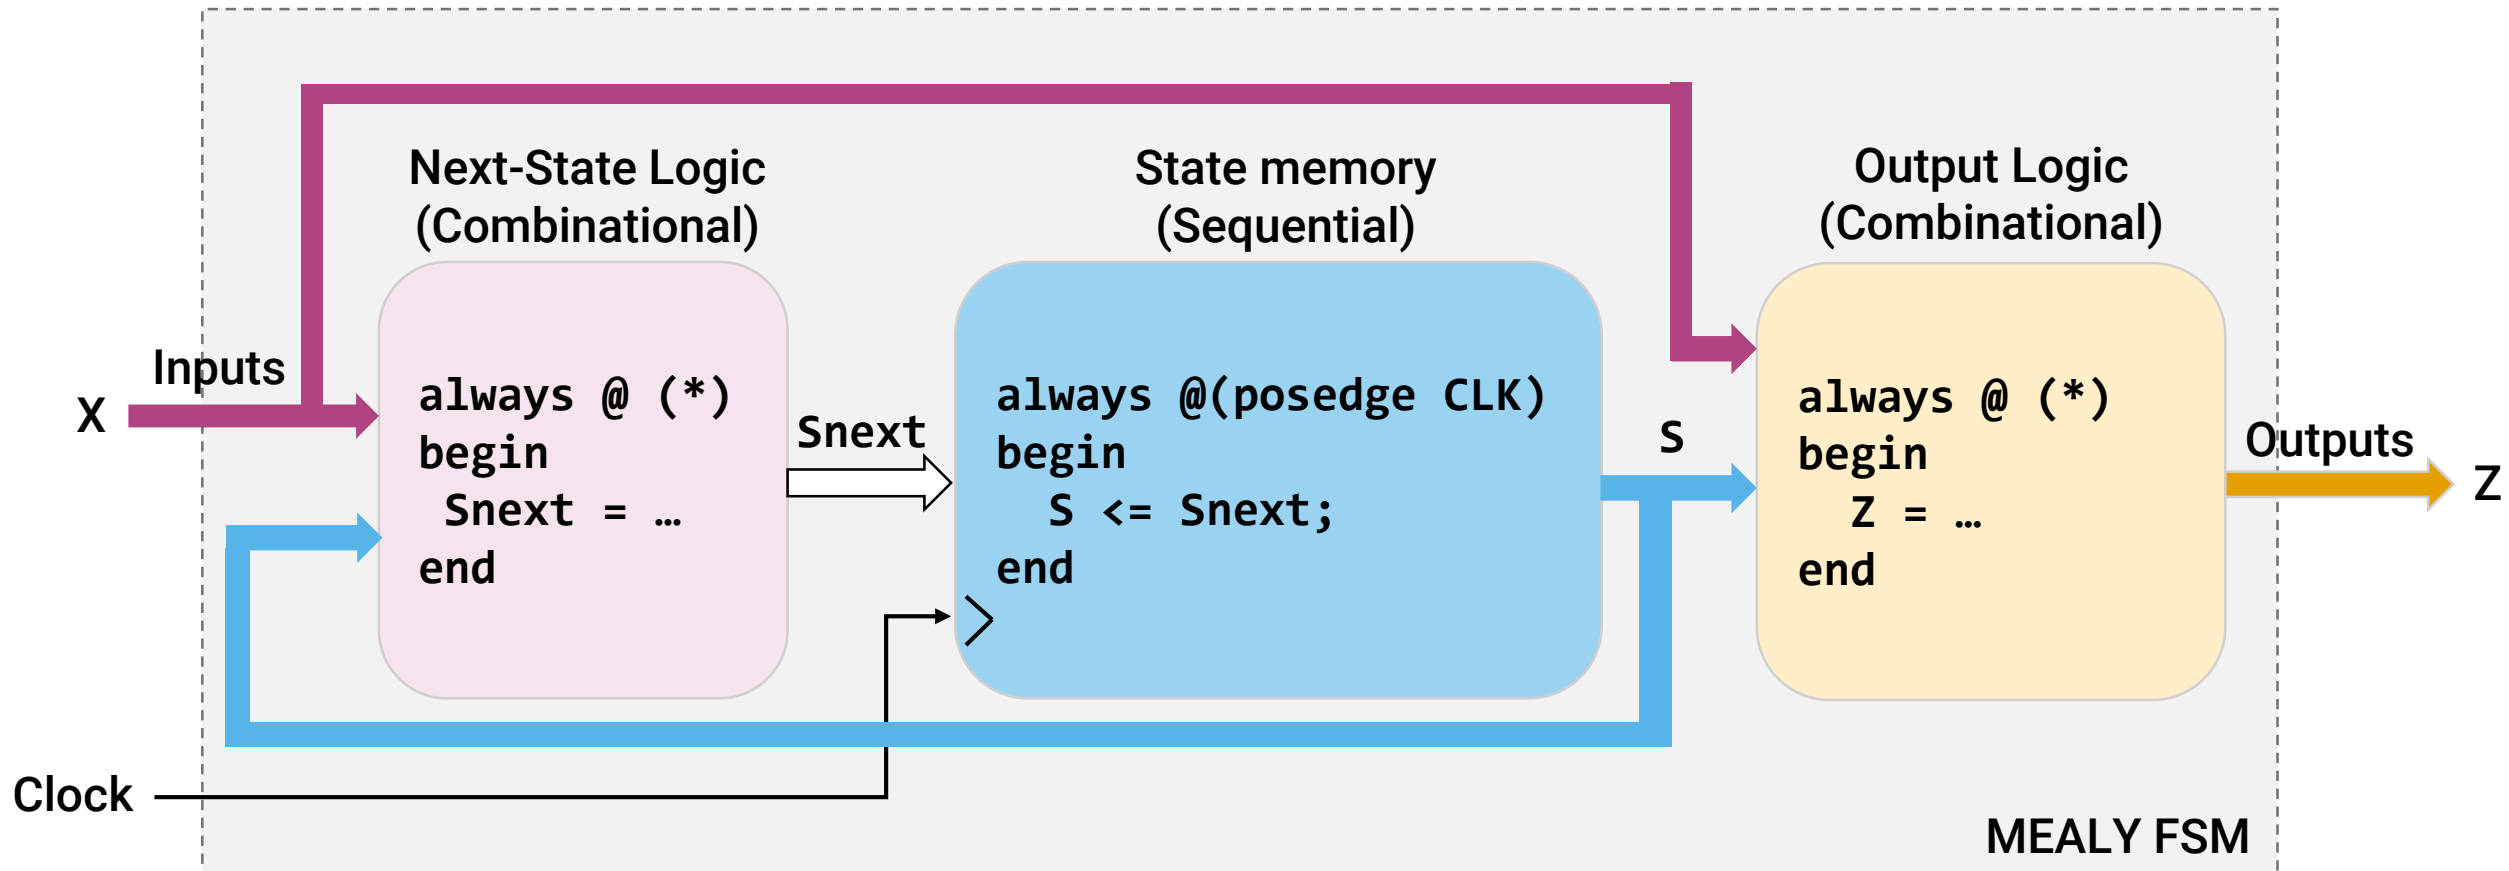 Next-State Logic
(Combinational)
State memory
(Sequential)
Output Logic
(Combinational)
Inputs
X
always @ (*)
begin
Snext = …
end
Snext
always @(posedge CLK)
begin
S <= Snext;
end
S
always @ (*)
begin
Z = …
end
Outputs
Z
Clock
MEALY FSM